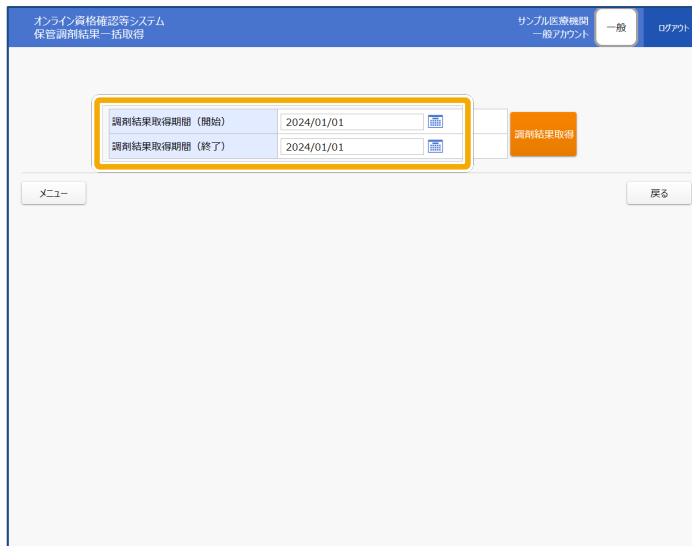 オンライン資格確認等システム
保管調剤結果一括取得
サンプル医療機関
一般アカウント
一般
ログアウト
調剤結果取得期間（開始） 2024/01/01
調剤結果取得期間（終了） 2024/01/01
調剤結果取得
メニュー
戻る